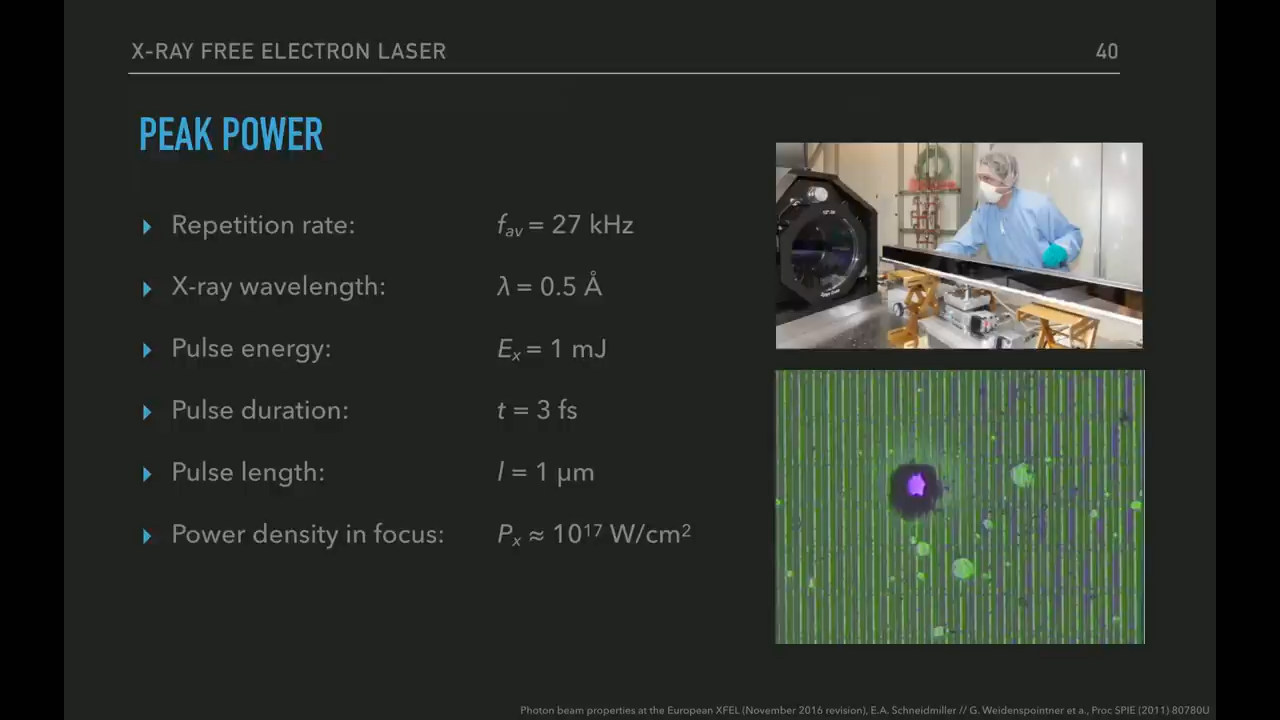 X-RAY FREE ELECTRON LASER 40
PEAK POWER
Repetition rate: fav = 27 kHz
X-ray wavelength: λ = 0.5 Å
Pulse energy: Ex = 1 mJ
Pulse duration: t = 3 fs
Pulse length: l = 1 μm
Power density in focus: Px ≈ 10¹⁷ W/cm²
Photon beam properties at the European XFEL (November 2016 revision), E.A. Schneidmiller // G. Weidenspointner et a., Proc SPIE (2011) 80780U